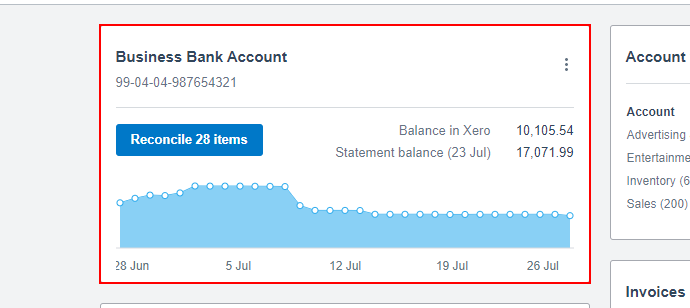 Business Bank Account
99-04-04-987654321
Reconcile 28 items
Balance in Xero 10,105.54
Statement balance (23 Jul) 17,071.99
28 Jun 5 Jul 12 Jul 19 Jul 26 Jul
Account
Account
Advertising
Entertainme
Inventory (6
Sales (200)
Invoices